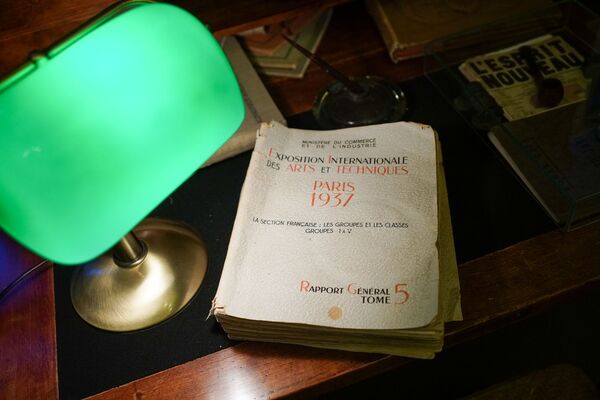 MINISTÈRE DU COMMERCE
ET DE L'INDUSTRIE
EXPOSITION INTERNATIONALE
DES ARTS ET TECHNIQUES
PARIS
1937
LA SECTION FRANÇAISE : LES GROUPES ET LES CLASSES
GROUPES I à V
RAPPORT GÉNÉRAL
TOME 5
L'ESPRIT
NOUVEAU